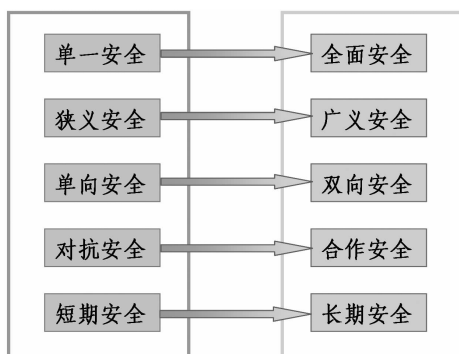 单一安全 全面安全
狭义安全 广义安全
单向安全 双向安全
对抗安全 合作安全
短期安全 长期安全